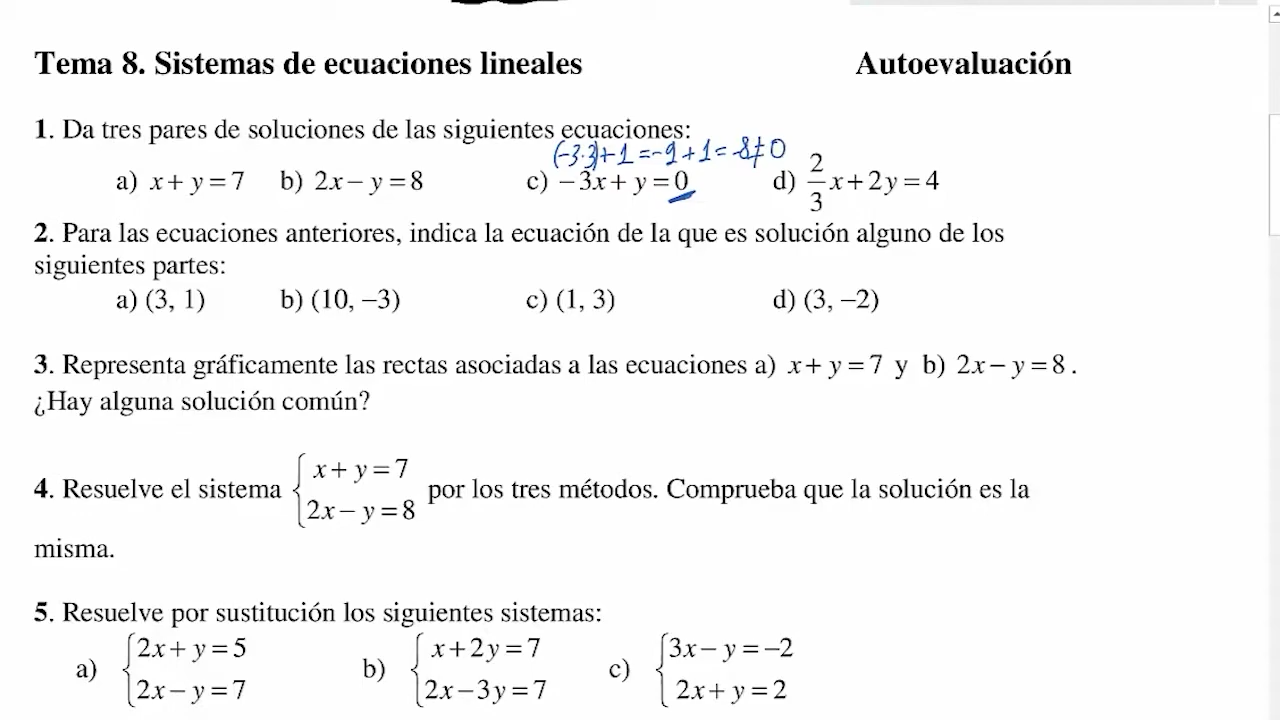 Tema 8. Sistemas de ecuaciones lineales Autoevaluación
1. Da tres pares de soluciones de las siguientes ecuaciones:
(-3·3)+1=-9+1=-8≠0
a) x + y = 7 b) 2x − y = 8 c) −3x + y = 0 d) 2/3 x + 2y = 4
2. Para las ecuaciones anteriores, indica la ecuación de la que es solución alguno de los
siguientes partes:
a) (3, 1) b) (10, −3) c) (1, 3) d) (3, −2)
3. Representa gráficamente las rectas asociadas a las ecuaciones a) x + y = 7 y b) 2x − y = 8.
¿Hay alguna solución común?
4. Resuelve el sistema { x + y = 7 2x − y = 8 por los tres métodos. Comprueba que la solución es la
misma.
5. Resuelve por sustitución los siguientes sistemas:
a) { 2x + y = 5 b) { x + 2y = 7 c) { 3x − y = −2
2x − y = 7 2x − 3y = 7 2x + y = 2